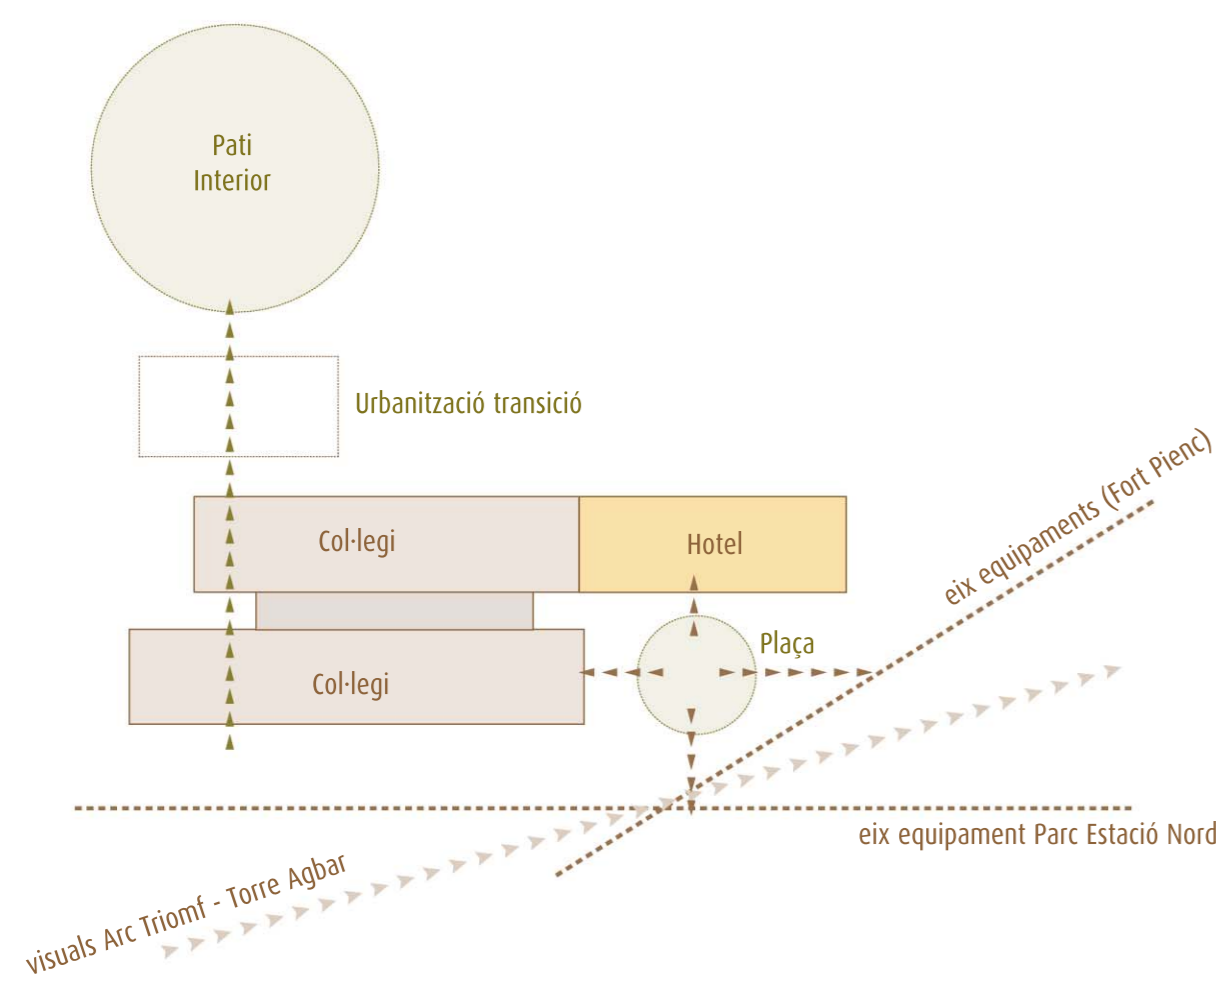 Pati
Interior
Urbanització transició
Col·legi
Hotel
Plaça
Col·legi
eix equipaments (Fort Pienc)
eix equipament Parc Estació Nord
visuals Arc Triomf - Torre Agbar